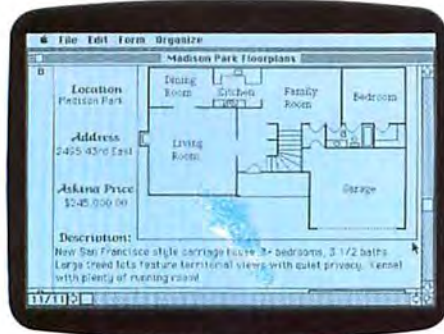 File Edit Form Organize
Madison Park Floorplans
Location
Madison Park
Address
2495 43rd East
Asking Price
$245,000.00
Dining
Room
Kitchen
Family
Room
Bedroom
Living
Room
Garage
Description:
New San Francisco style carriage house 3+ bedrooms, 3 1/2 baths
Large treed lots feature territorial views with quiet privacy. Kennel
with plenty of running room!
11/11